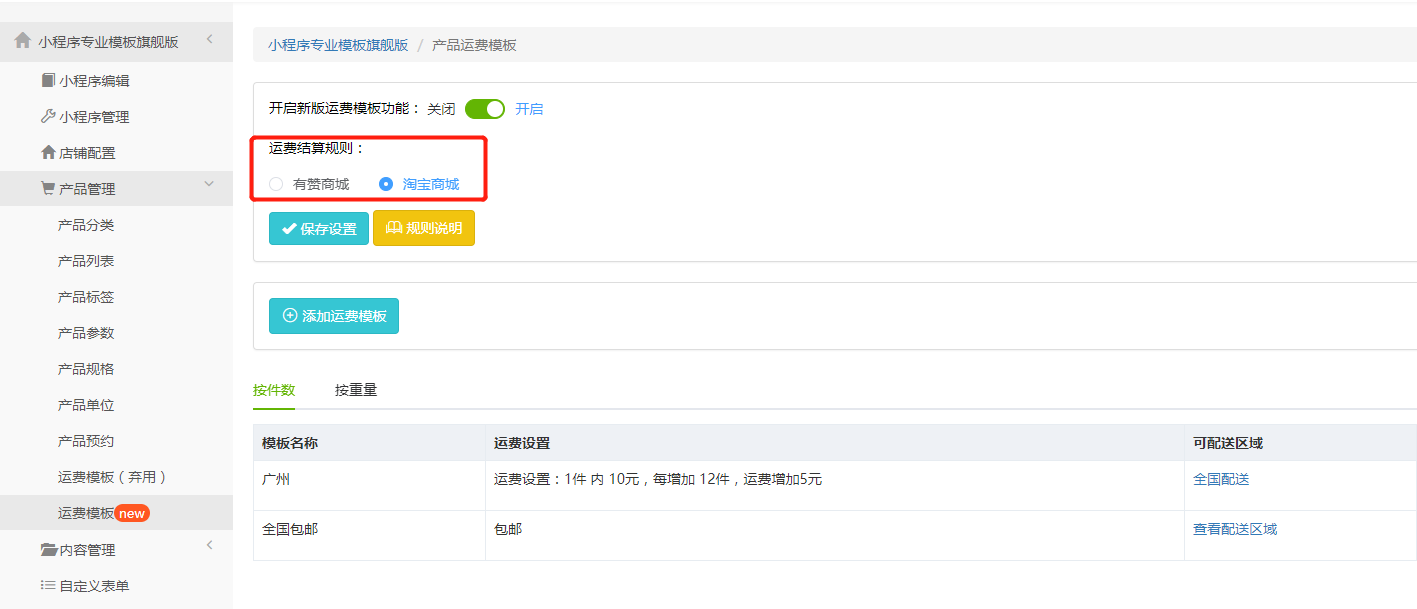 小程序专业模板旗舰版
小程序编辑
小程序管理
店铺配置
产品管理
产品分类
产品列表
产品标签
产品参数
产品规格
产品单位
产品预约
运费模板（弃用）
运费模板 new
内容管理
自定义表单
小程序专业模板旗舰版 / 产品运费模板
开启新版运费模板功能： 关闭 开启
运费结算规则：
有赞商城 淘宝商城
保存设置 规则说明
添加运费模板
按件数 按重量
模板名称 运费设置 可配送区域
广州 运费设置：1件 内 10元，每增加 12件，运费增加5元 全国配送
全国包邮 包邮 查看配送区域